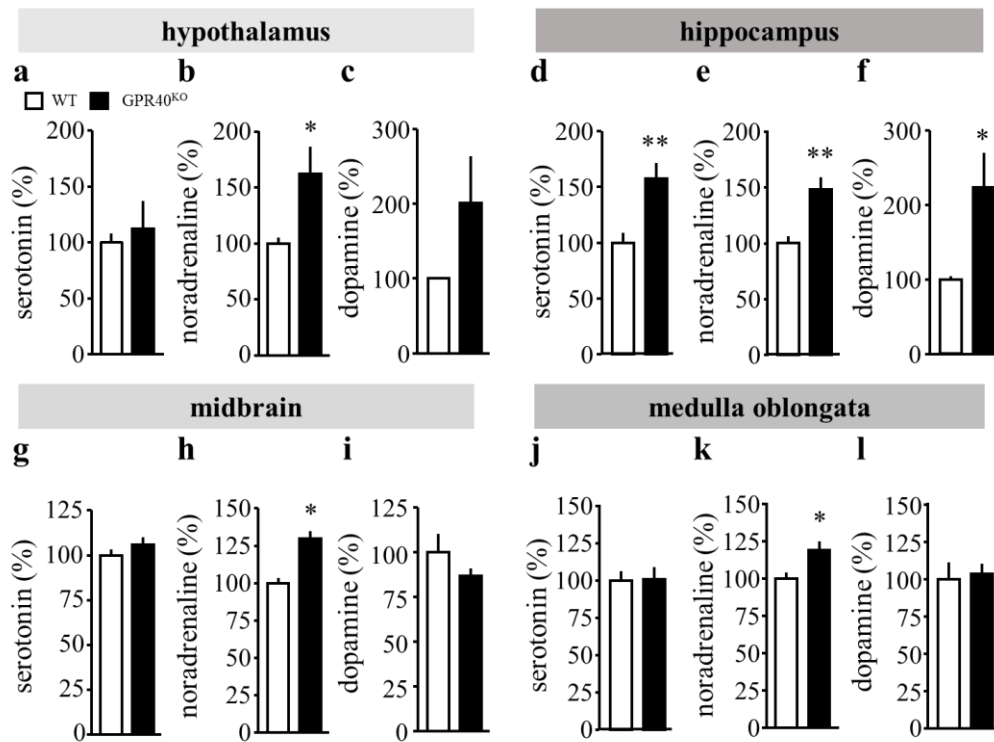 hypothalamus
hippocampus
a
b
c
d
e
f
WT
GPR40KO
serotonin (%)
200
150
100
50
0
noradrenaline (%)
200
150
100
50
0
*
dopamine (%)
300
200
100
0
serotonin (%)
200
150
100
50
0
**
noradrenaline (%)
200
150
100
50
0
**
dopamine (%)
300
200
100
0
*
midbrain
medulla oblongata
g
h
i
j
k
l
serotonin (%)
125
100
75
50
25
0
noradrenaline (%)
150
125
100
75
50
25
0
*
dopamine (%)
125
100
75
50
25
0
serotonin (%)
150
125
100
75
50
25
0
noradrenaline (%)
150
125
100
75
50
25
0
*
dopamine (%)
150
125
100
75
50
25
0